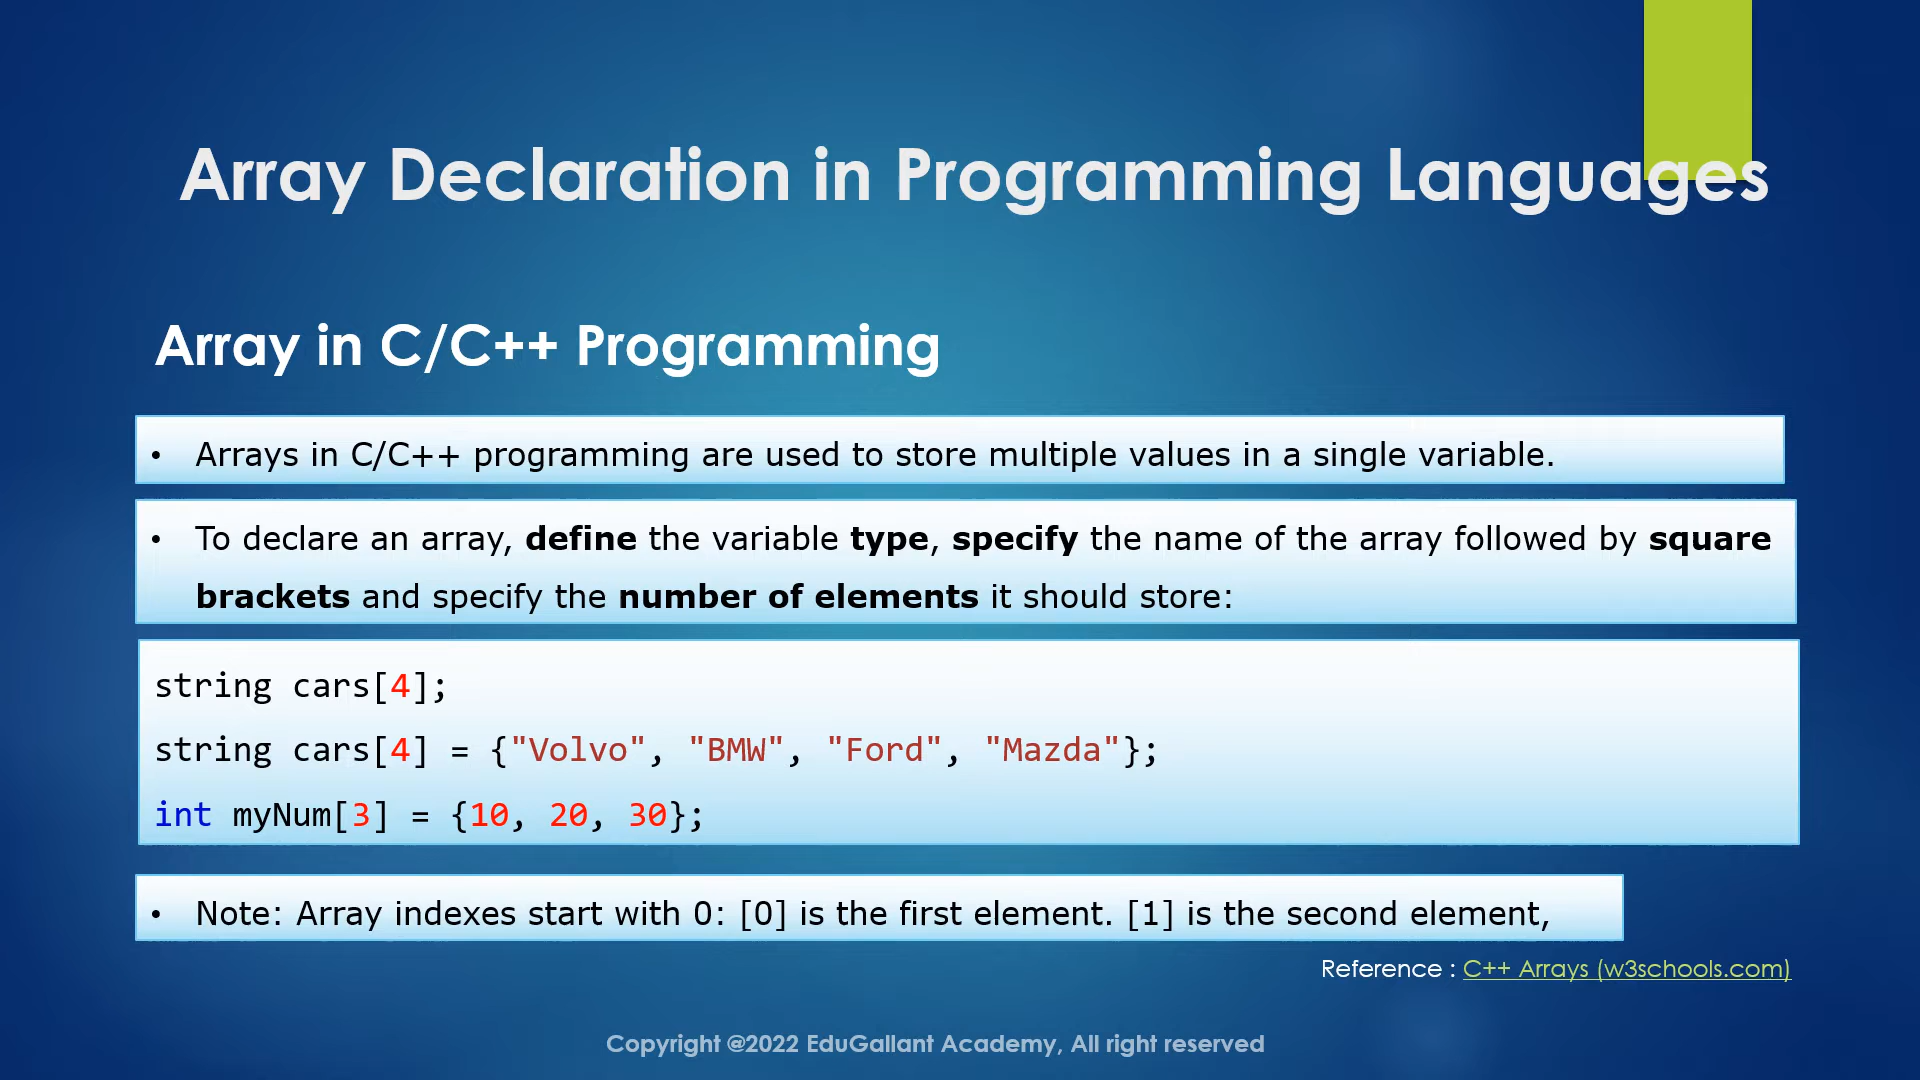 Array Declaration in Programming Languages
Array in C/C++ Programming
• Arrays in C/C++ programming are used to store multiple values in a single variable.
• To declare an array, define the variable type, specify the name of the array followed by square
brackets and specify the number of elements it should store:
string cars[4];
string cars[4] = {"Volvo", "BMW", "Ford", "Mazda"};
int myNum[3] = {10, 20, 30};
• Note: Array indexes start with 0: [0] is the first element. [1] is the second element,
Reference : C++ Arrays (w3schools.com)
Copyright @2022 EduGallant Academy, All right reserved